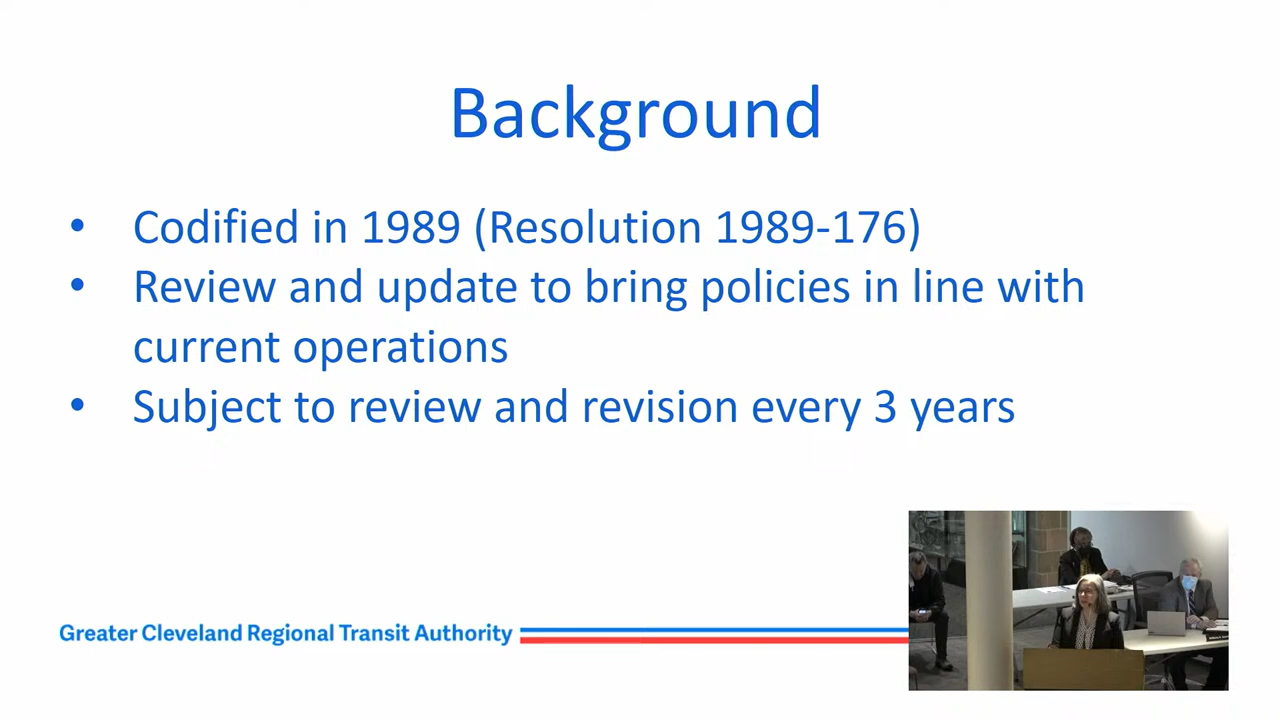 Background
• Codified in 1989 (Resolution 1989-176)
• Review and update to bring policies in line with
current operations
• Subject to review and revision every 3 years
Greater Cleveland Regional Transit Authority